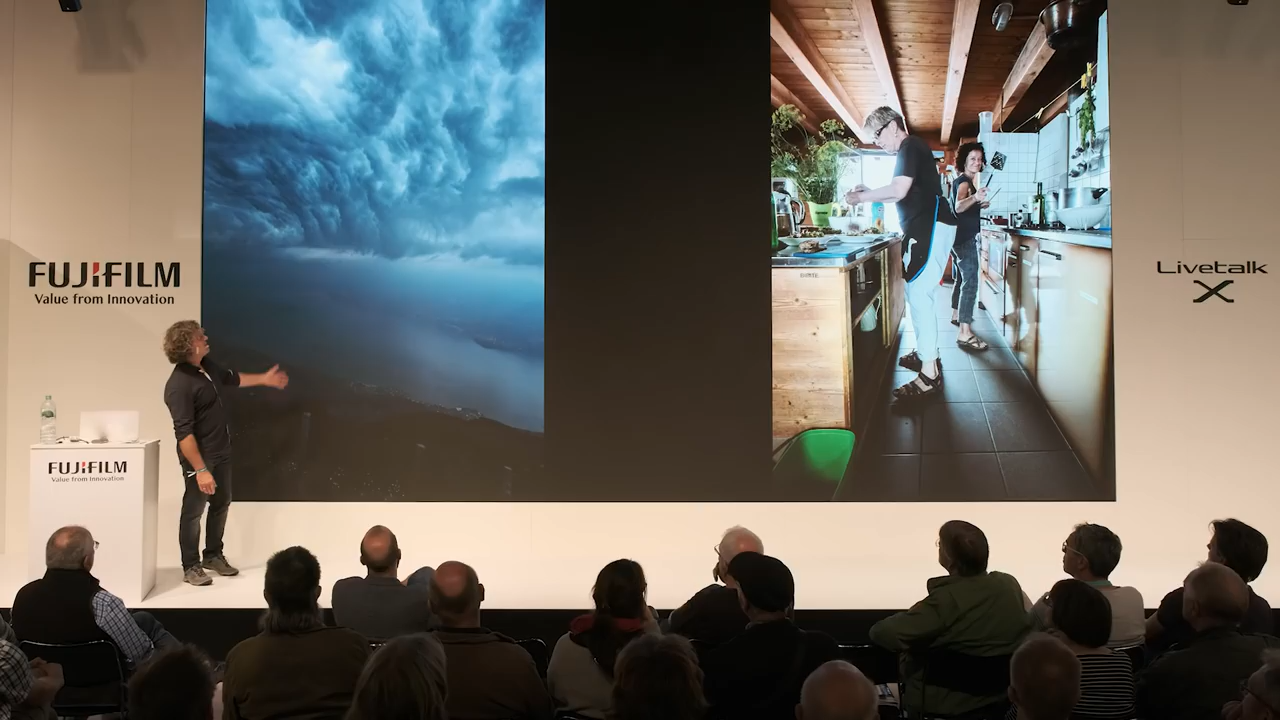 FUJIFILM
Value from Innovation
Livetalk
X
FUJIFILM
Value from Innovation